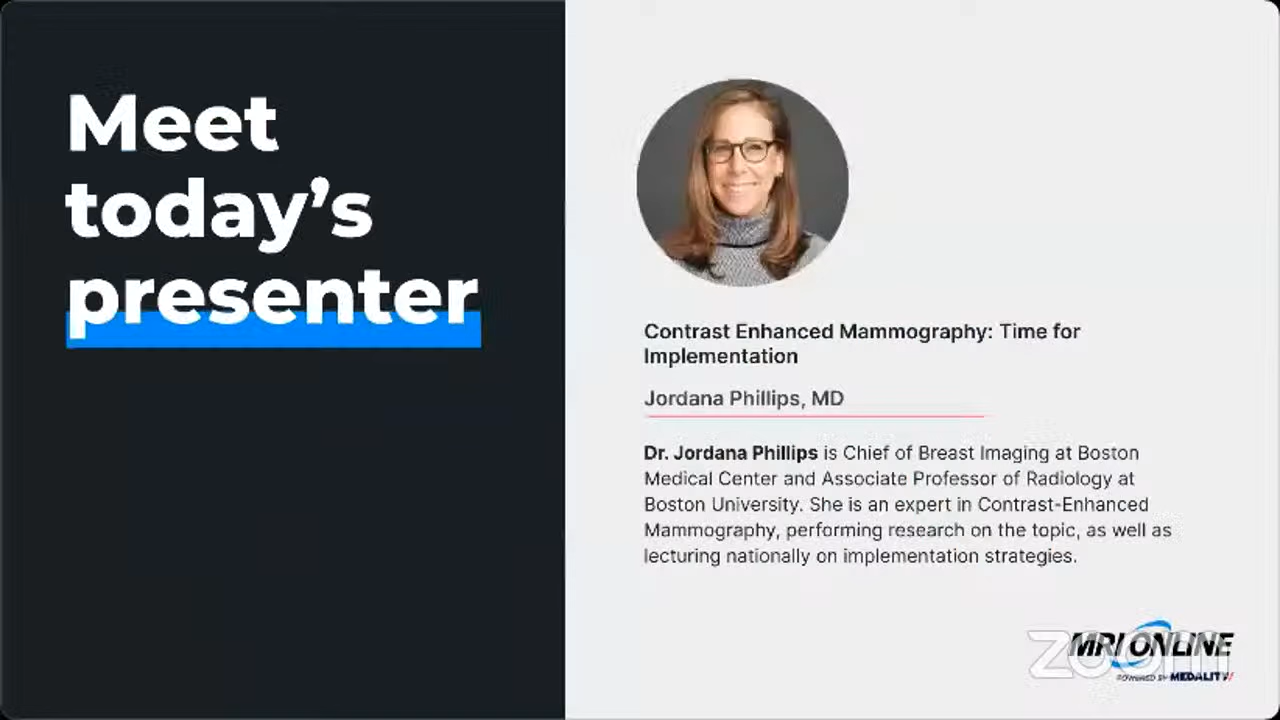 Meet
today’s
presenter
Contrast Enhanced Mammography: Time for
Implementation
Jordana Phillips, MD
Dr. Jordana Phillips is Chief of Breast Imaging at Boston
Medical Center and Associate Professor of Radiology at
Boston University. She is an expert in Contrast-Enhanced
Mammography, performing research on the topic, as well as
lecturing nationally on implementation strategies.
MRI ONLINE
zoom
POWERED BY MEDALITY